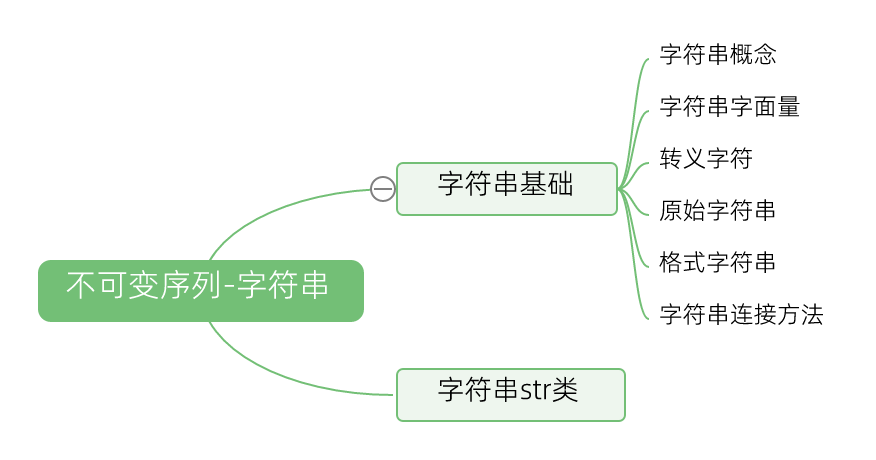 不可变序列-字符串
字符串基础
字符串概念
字符串字面量
转义字符
原始字符串
格式字符串
字符串连接方法
字符串str类